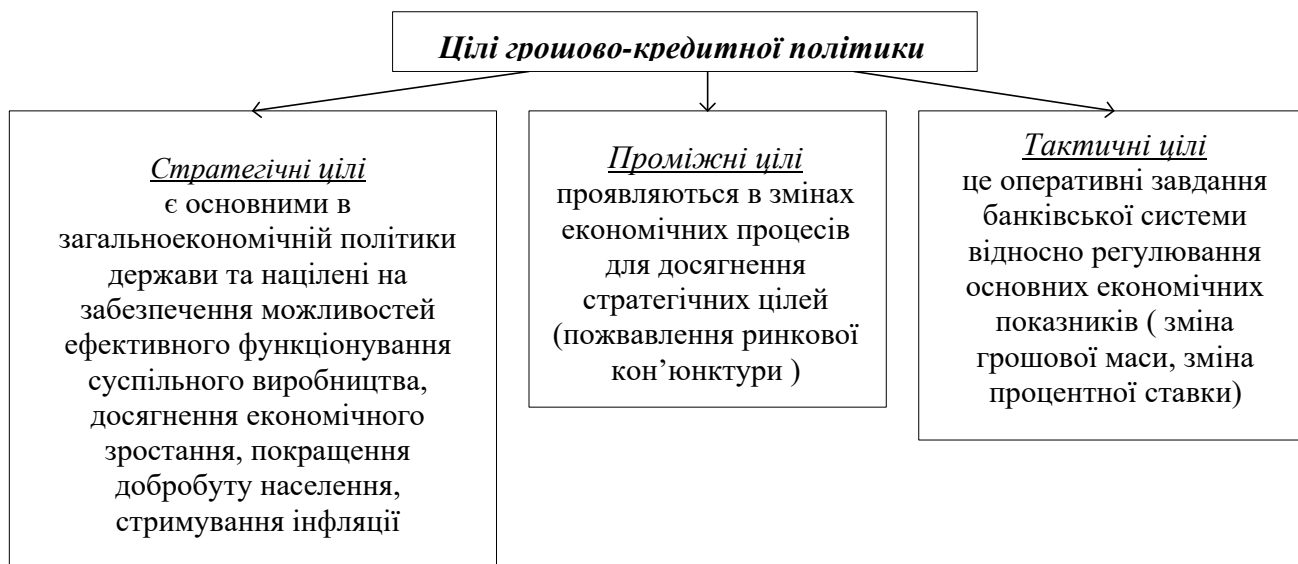 Цілі грошово-кредитної політики
Стратегічні цілі
є основними в
загальноекономічній політики
держави та націлені на
забезпечення можливостей
ефективного функціонування
суспільного виробництва,
досягнення економічного
зростання, покращення
добробуту населення,
стримування інфляції
Проміжні цілі
проявляються в змінах
економічних процесів
для досягнення
стратегічних цілей
(пожвавлення ринкової
кон’юнктури )
Тактичні цілі
це оперативні завдання
банківської системи
відносно регулювання
основних економічних
показників ( зміна
грошової маси, зміна
процентної ставки)